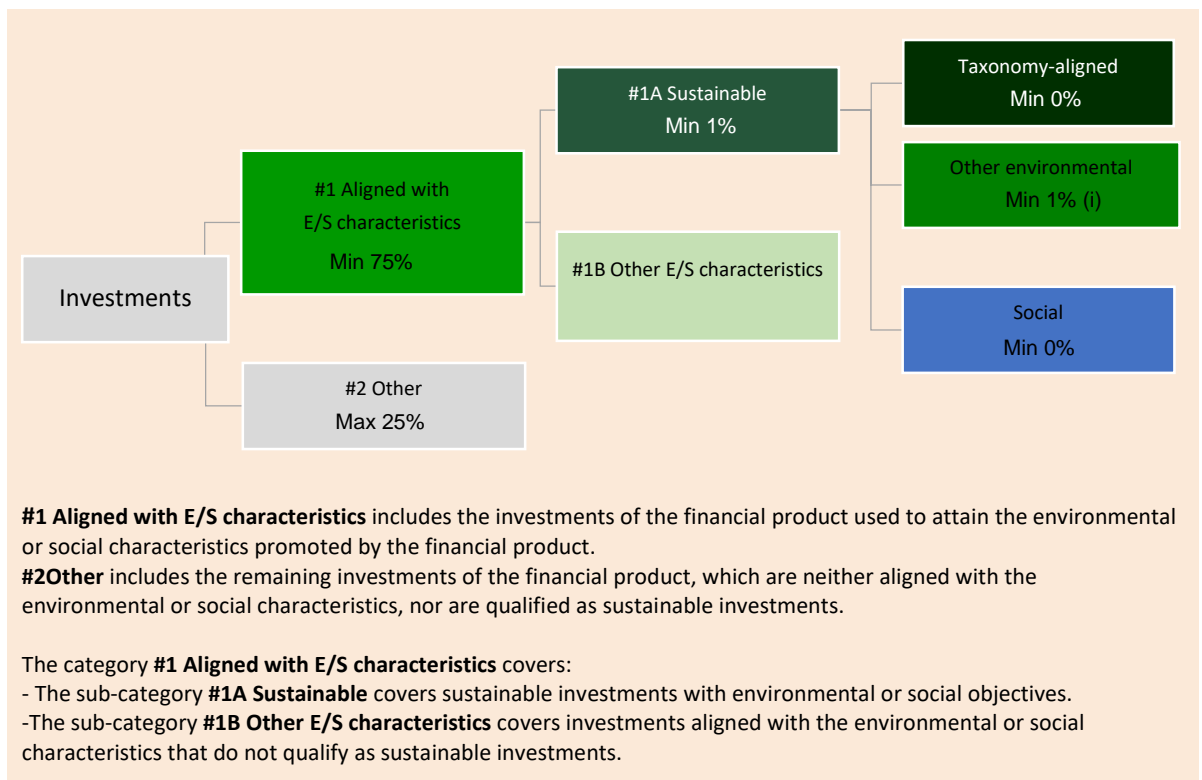 Taxonomy-aligned
Min 0%
#1A Sustainable
Min 1%
Other environmental
Min 1% (i)
#1 Aligned with
E/S characteristics
Min 75%
#1B Other E/S characteristics
Investments
Social
Min 0%
#2 Other
Max 25%
#1 Aligned with E/S characteristics includes the investments of the financial product used to attain the environmental
or social characteristics promoted by the financial product.
#2Other includes the remaining investments of the financial product, which are neither aligned with the
environmental or social characteristics, nor are qualified as sustainable investments.
The category #1 Aligned with E/S characteristics covers:
- The sub-category #1A Sustainable covers sustainable investments with environmental or social objectives.
-The sub-category #1B Other E/S characteristics covers investments aligned with the environmental or social
characteristics that do not qualify as sustainable investments.